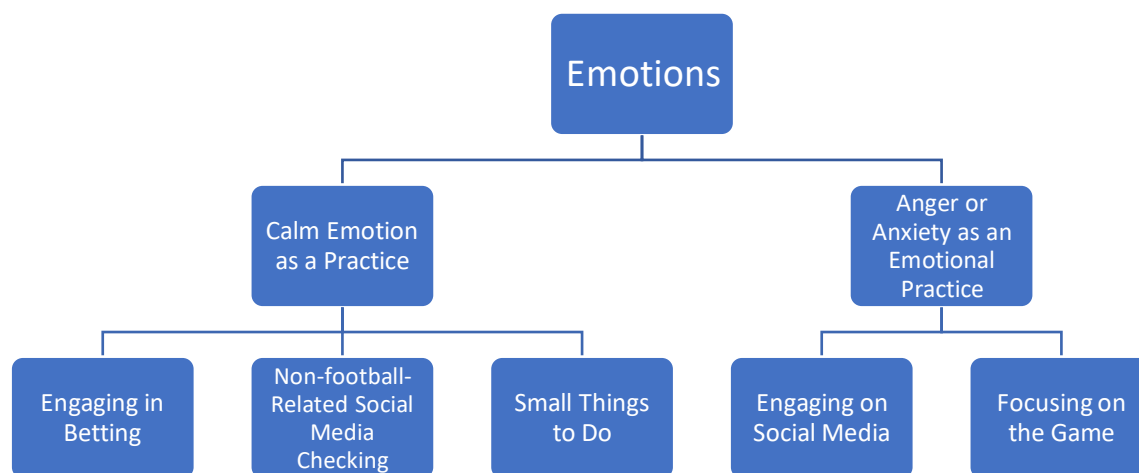 Emotions
Calm Emotion
as a Practice
Anger or
Anxiety as an
Emotional
Practice
Engaging in
Betting
Non-football-
Related Social
Media
Checking
Small Things
to Do
Engaging on
Social Media
Focusing on
the Game